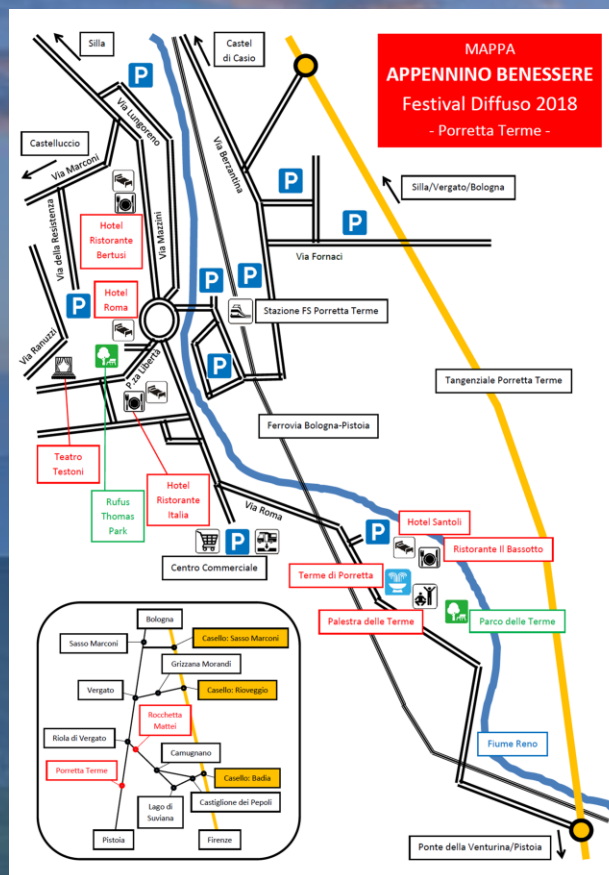 MAPPA
APPENNINO BENESSERE
Festival Diffuso 2018
- Porretta Terme -
Silla
Castel
di Casio
P
Via Lungoreno
Castelluccio
Via Marconi
Via Berzantina
P
Silla/Vergato/Bologna
Via della Resistenza
Via Mazzini
Hotel
Ristorante
Bertusi
P
Via Fornaci
P
P
P
Hotel
Roma
Stazione FS Porretta Terme
Via Ranuzzi
P.za Libertà
P
Tangenziale Porretta Terme
Ferrovia Bologna-Pistoia
Teatro
Testoni
Rufus
Thomas
Park
Hotel
Ristorante
Italia
Via Roma
P
Centro Commerciale
P
Hotel Santoli
Ristorante Il Bassotto
Terme di Porretta
Palestra delle Terme
Parco delle Terme
Fiume Reno
Ponte della Venturina/Pistoia
Bologna
Sasso Marconi
Casello: Sasso Marconi
Grizzana Morandi
Vergato
Casello: Rioveggio
Rocchetta
Mattei
Riola di Vergato
Camugnano
Porretta Terme
Casello: Badia
Lago di
Suviana
Castiglione dei Pepoli
Pistoia
Firenze